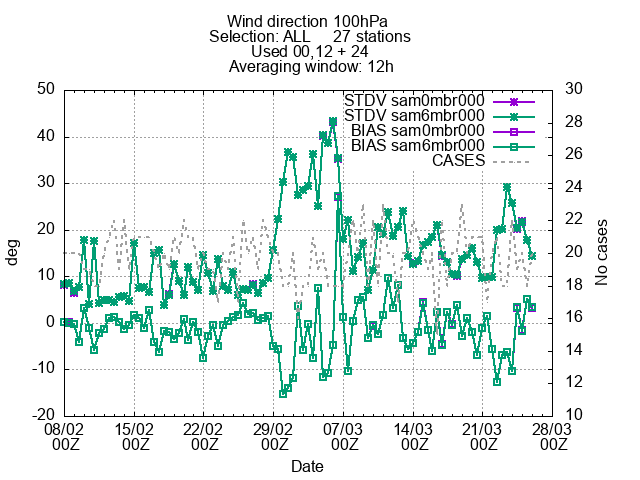 Wind direction 100hPa
Selection: ALL 27 stations
Used 00,12 + 24
Averaging window: 12h
STDV sam0mbr000
STDV sam6mbr000
BIAS sam0mbr000
BIAS sam6mbr000
CASES
50
40
30
20
10
0
-10
-20
deg
30
28
26
24
22
20
18
16
14
12
10
No cases
08/02 15/02 22/02 29/02 07/03 14/03 21/03 28/03
00Z 00Z 00Z 00Z 00Z 00Z 00Z 00Z
Date